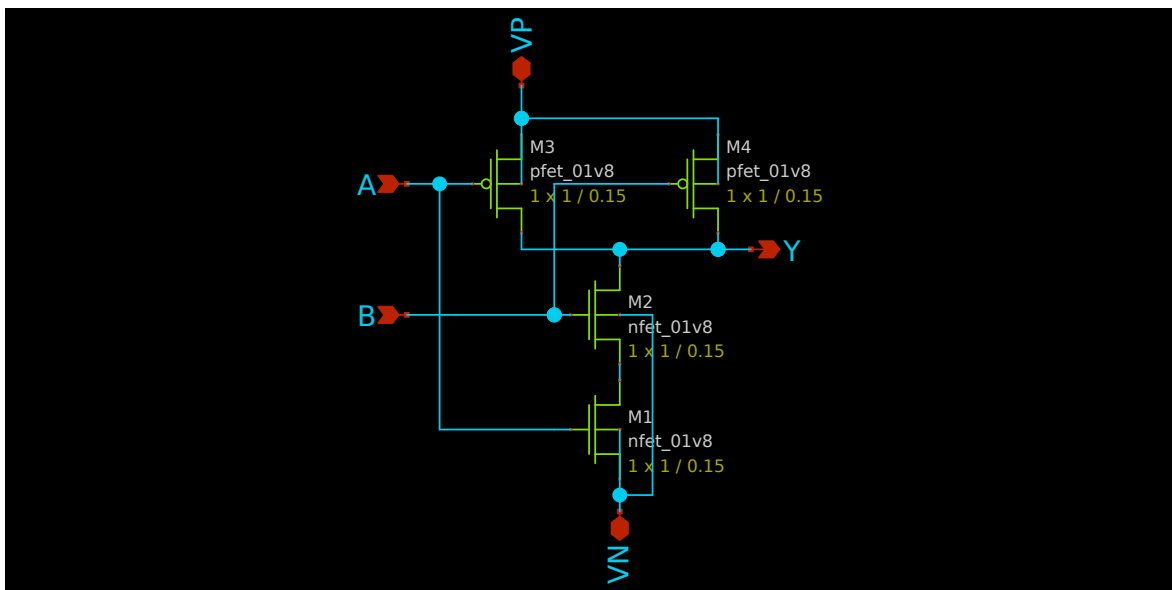 VP
M3
pfet_01v8
1 x 1 / 0.15
M4
pfet_01v8
1 x 1 / 0.15
A
Y
B
M2
nfet_01v8
1 x 1 / 0.15
M1
nfet_01v8
1 x 1 / 0.15
VN